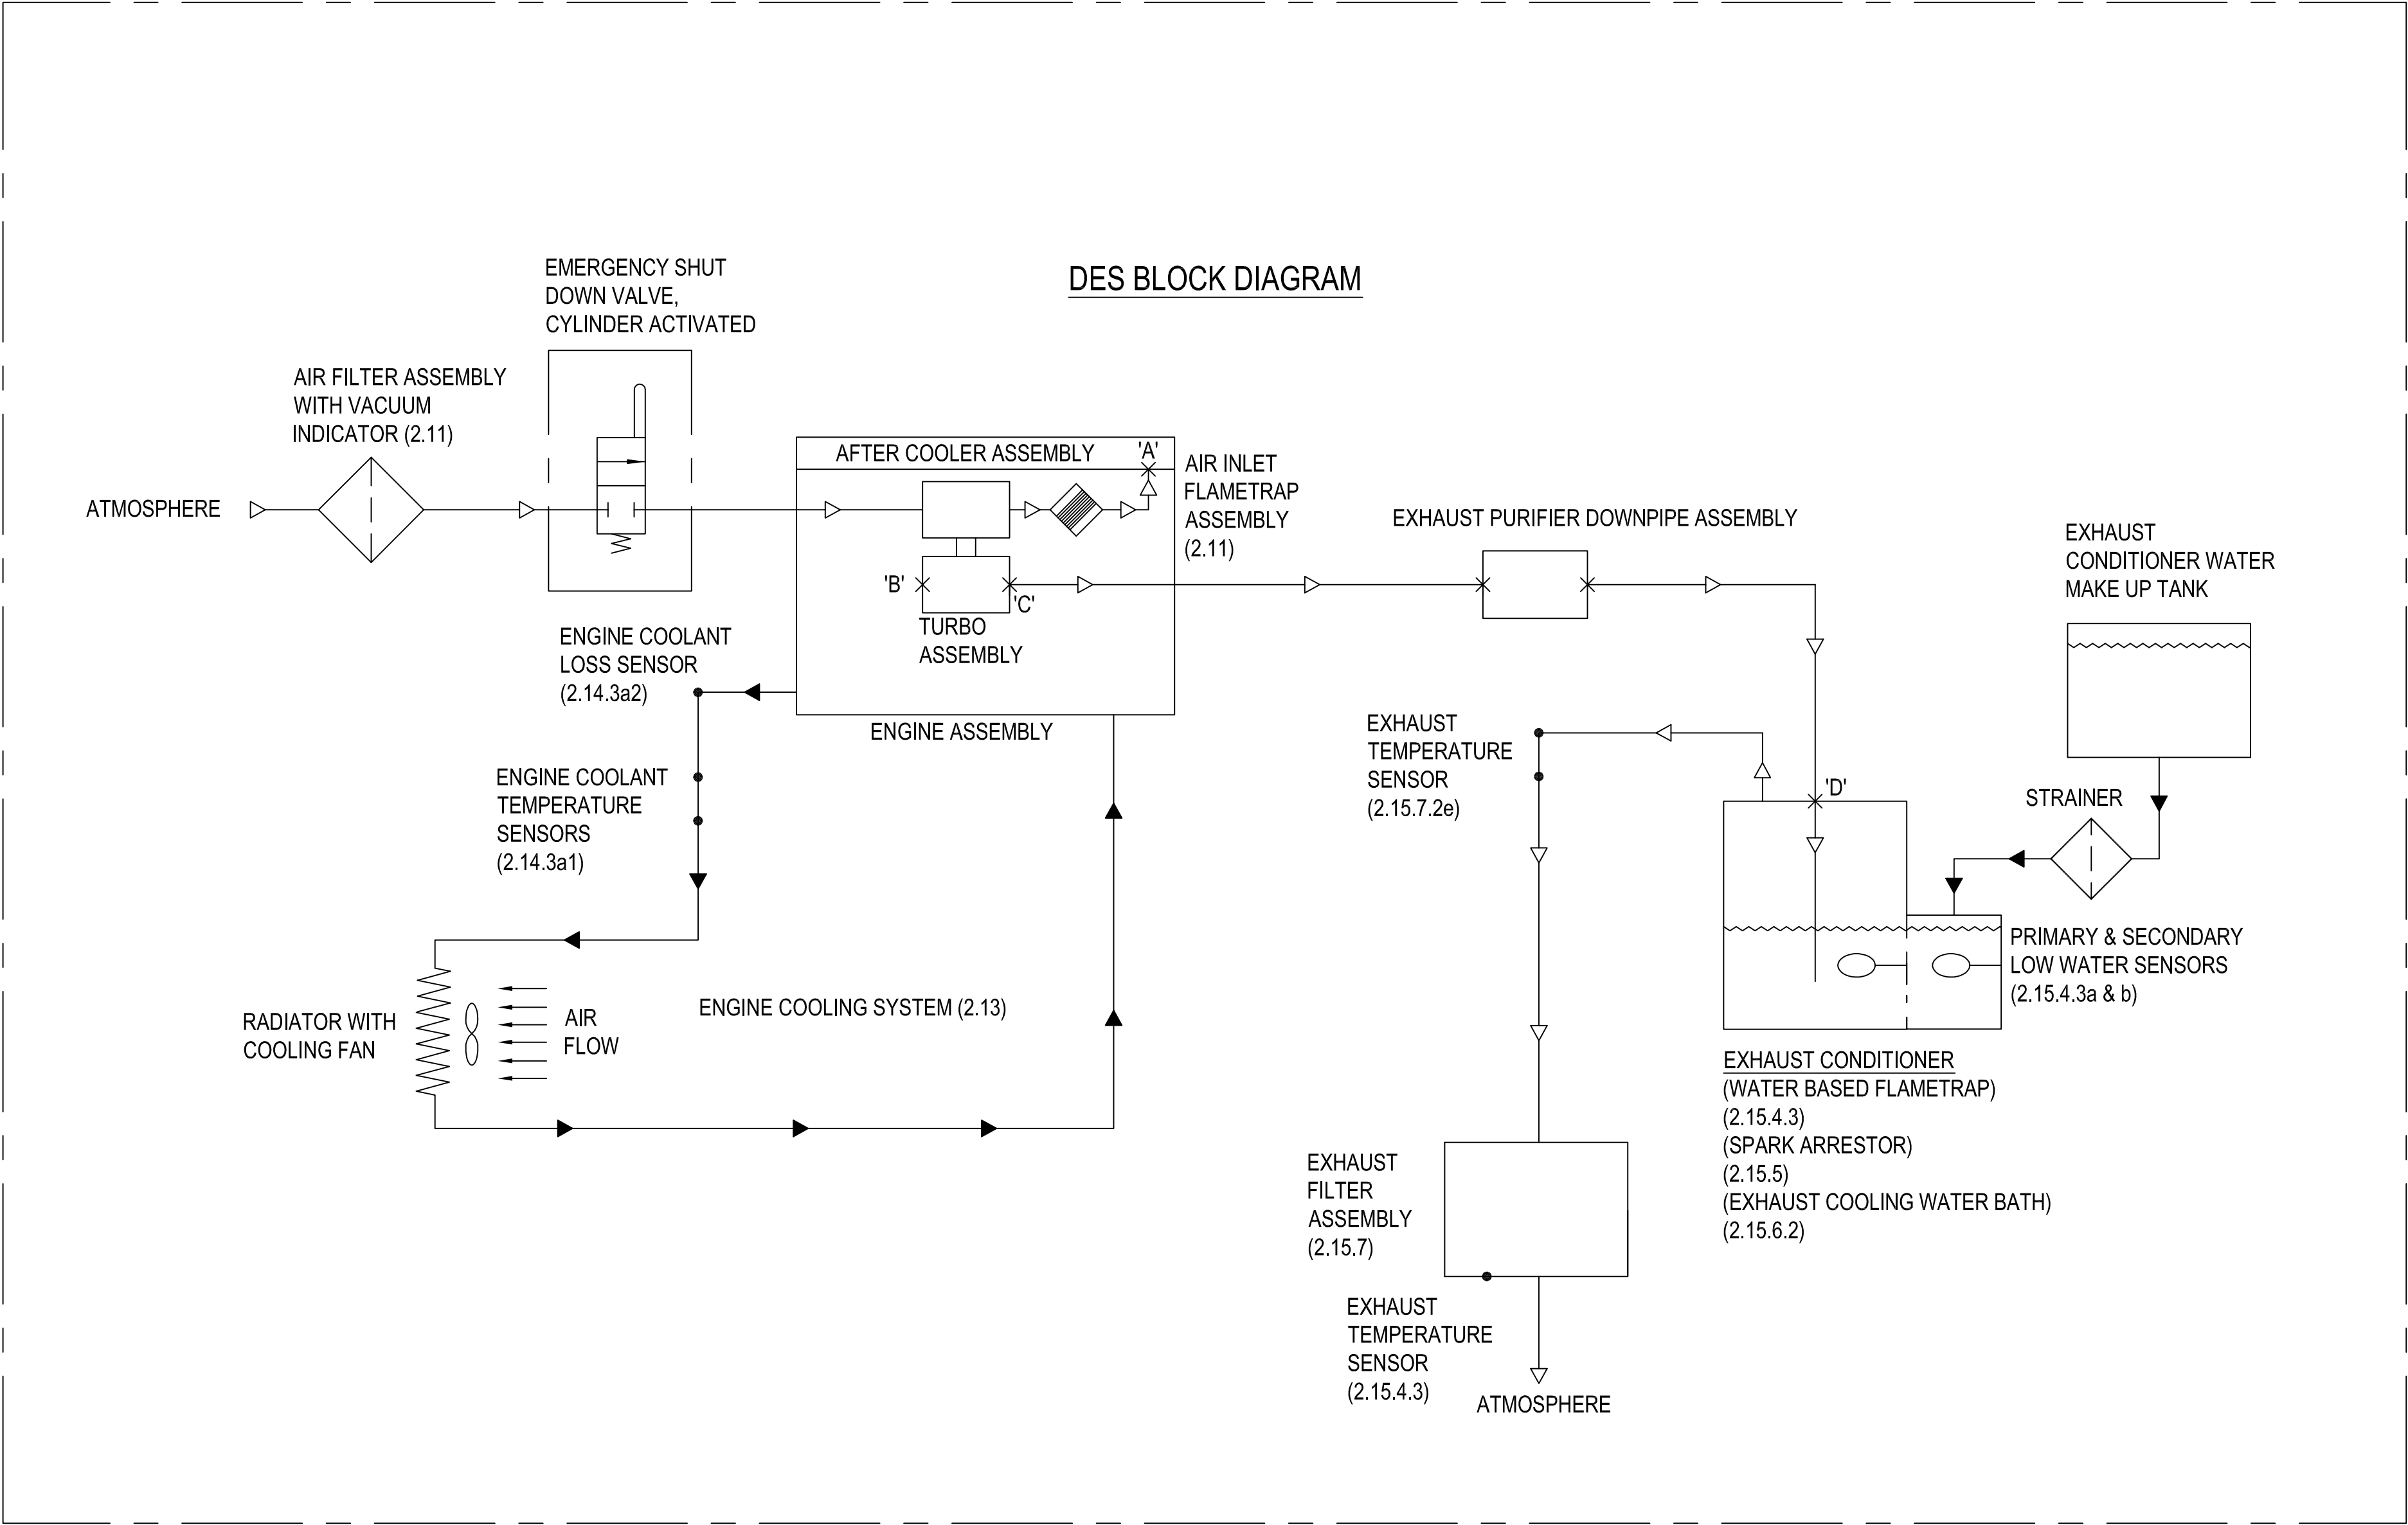 DES BLOCK DIAGRAM
EMERGENCY SHUT
DOWN VALVE,
CYLINDER ACTIVATED
AIR FILTER ASSEMBLY
WITH VACUUM
INDICATOR (2.11)
ATMOSPHERE
AFTER COOLER ASSEMBLY
'A'
AIR INLET
FLAMETRAP
ASSEMBLY
(2.11)
'B'
'C'
TURBO
ASSEMBLY
ENGINE ASSEMBLY
EXHAUST PURIFIER DOWNPIPE ASSEMBLY
EXHAUST
CONDITIONER WATER
MAKE UP TANK
ENGINE COOLANT
LOSS SENSOR
(2.14.3a2)
ENGINE COOLANT
TEMPERATURE
SENSORS
(2.14.3a1)
EXHAUST
TEMPERATURE
SENSOR
(2.15.7.2e)
'D'
STRAINER
PRIMARY & SECONDARY
LOW WATER SENSORS
(2.15.4.3a & b)
RADIATOR WITH
COOLING FAN
AIR
FLOW
ENGINE COOLING SYSTEM (2.13)
EXHAUST CONDITIONER
(WATER BASED FLAMETRAP)
(2.15.4.3)
(SPARK ARRESTOR)
(2.15.5)
(EXHAUST COOLING WATER BATH)
(2.15.6.2)
EXHAUST
FILTER
ASSEMBLY
(2.15.7)
EXHAUST
TEMPERATURE
SENSOR
(2.15.4.3)
ATMOSPHERE